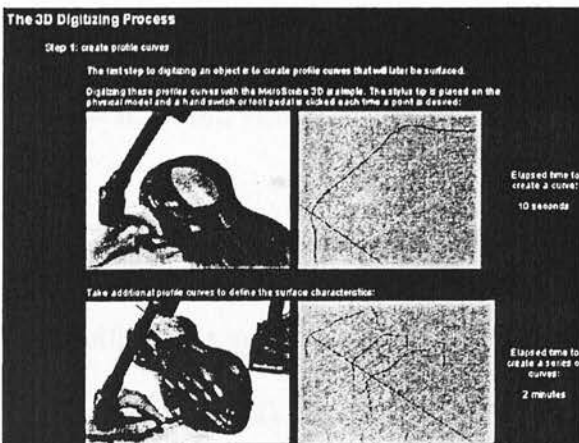 The 3D Digitizing Process
Step 1: create profile curves
The first step to digitizing an object is to create profile curves that will later be surfaced.
Digitizing these profiles curves with the MicroScribe 3D is simple. The stylus tip is placed on the
physical model and a hand switch or foot pedal is clicked each time a point is desired:
Elapsed time to
create a curve:
10 seconds
Take additional profile curves to define the surface characteristics:
Elapsed time to
create a series of
curves:
2 minutes